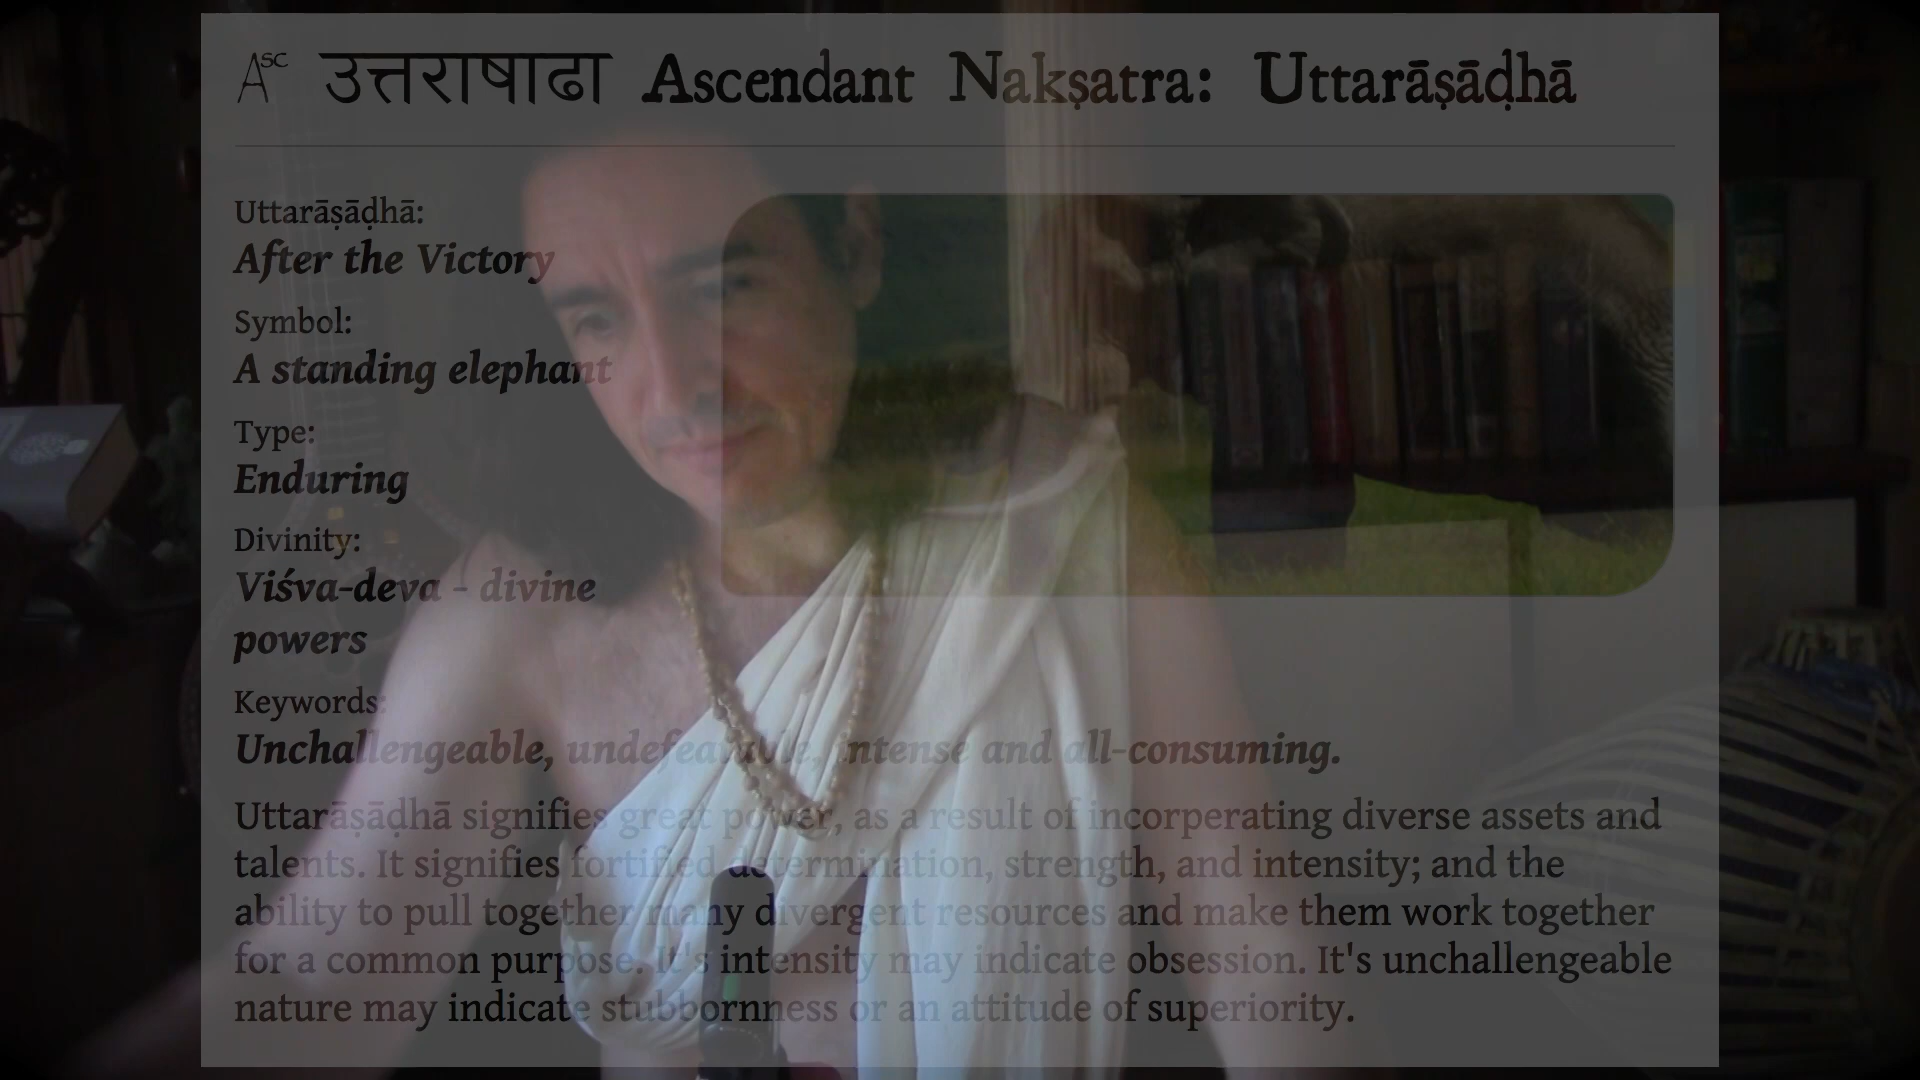 Asc उत्तराषाढा Ascendant Nakṣatra: Uttarāṣāḍhā
Uttarāṣāḍhā:
After the Victory
Symbol:
A standing elephant
Type:
Enduring
Divinity:
Viśva-deva - divine
powers
Keywords:
Unchallengeable, undefeatable, intense and all-consuming.
Uttarāṣāḍhā signifies great power, as a result of incorperating diverse assets and
talents. It signifies fortified determination, strength, and intensity; and the
ability to pull together many divergent resources and make them work together
for a common purpose. It's intensity may indicate obsession. It's unchallengeable
nature may indicate stubbornness or an attitude of superiority.